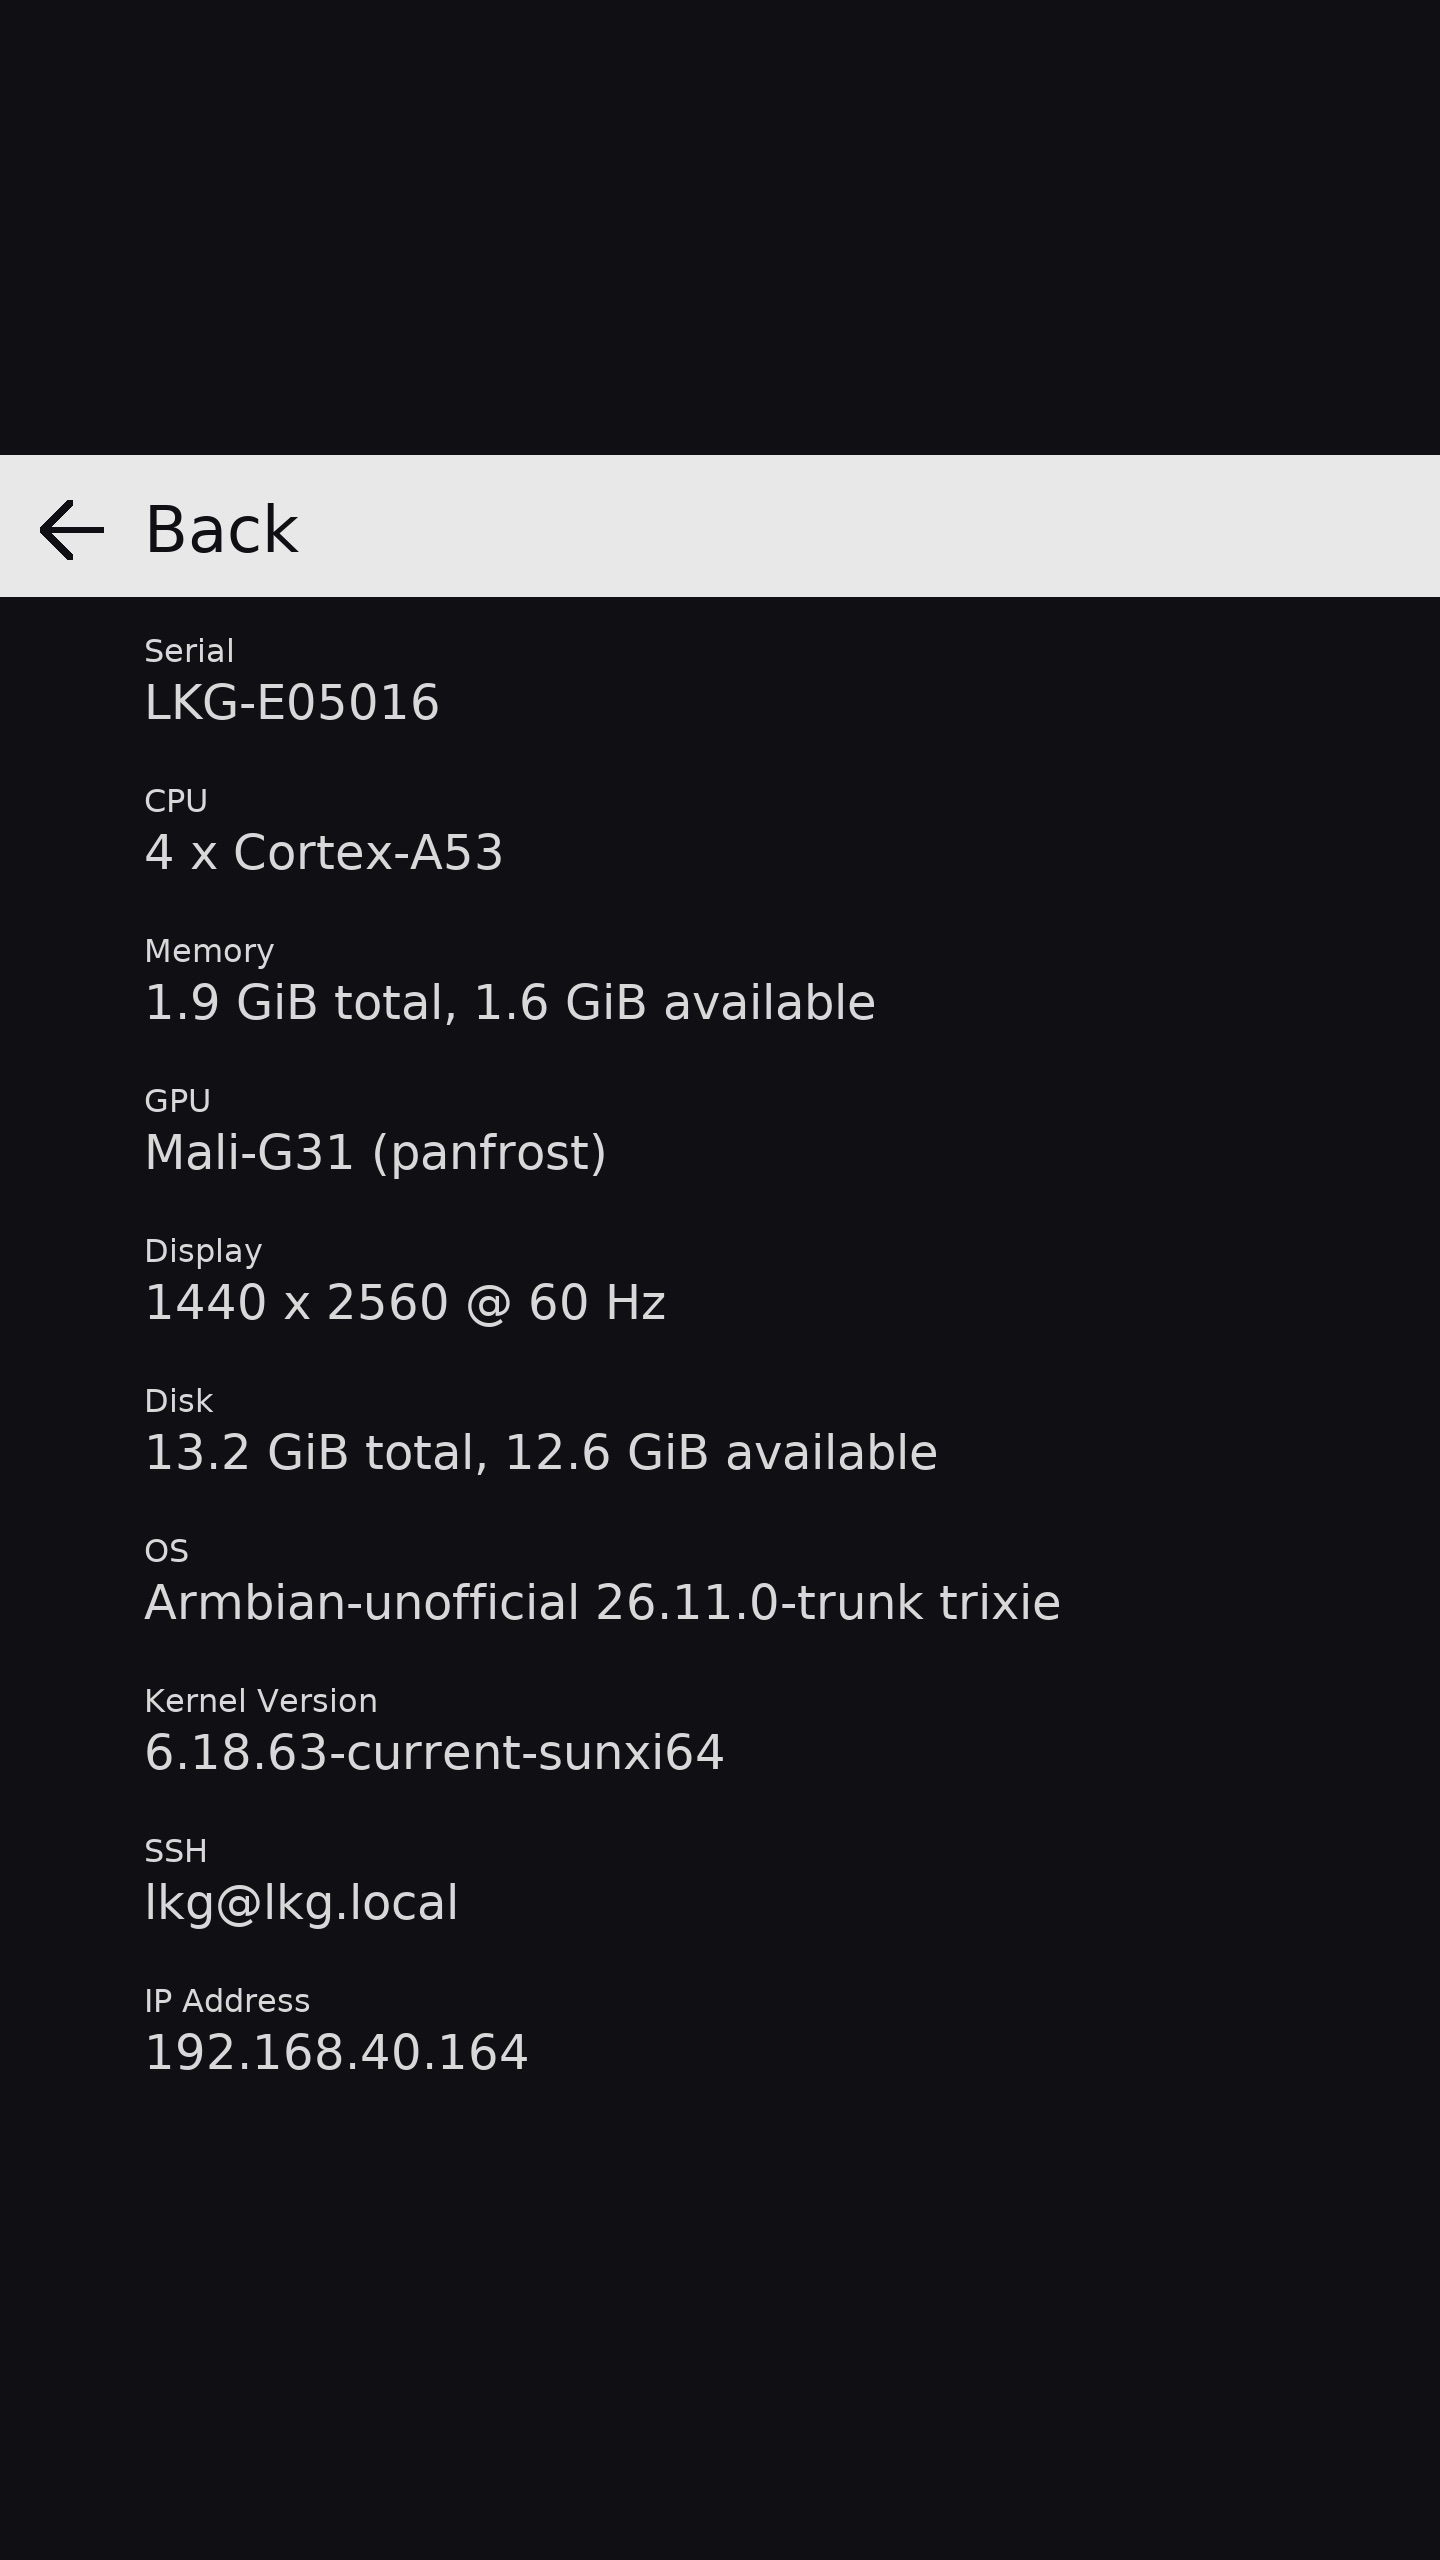 Back
Serial
LKG-E05016
CPU
4 x Cortex-A53
Memory
1.9 GiB total, 1.6 GiB available
GPU
Mali-G31 (panfrost)
Display
1440 x 2560 @ 60 Hz
Disk
13.2 GiB total, 12.6 GiB available
OS
Armbian-unofficial 26.11.0-trunk trixie
Kernel Version
6.18.63-current-sunxi64
SSH
lkg@lkg.local
IP Address
192.168.40.164